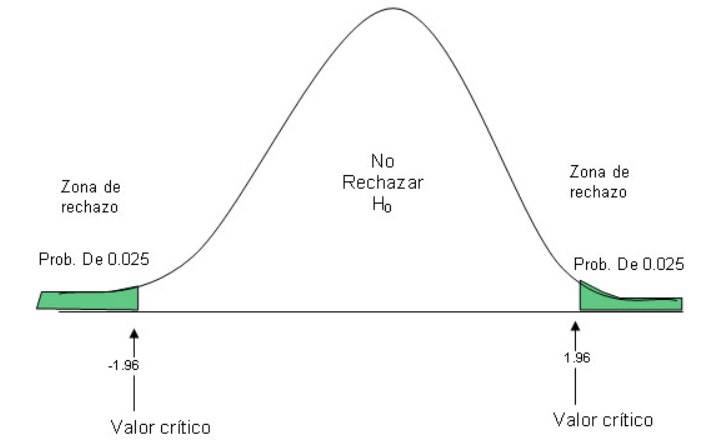 No
Rechazar
H₀
Zona de
rechazo
Zona de
rechazo
Prob. De 0.025
Prob. De 0.025
-1.96
1.96
Valor crítico
Valor crítico